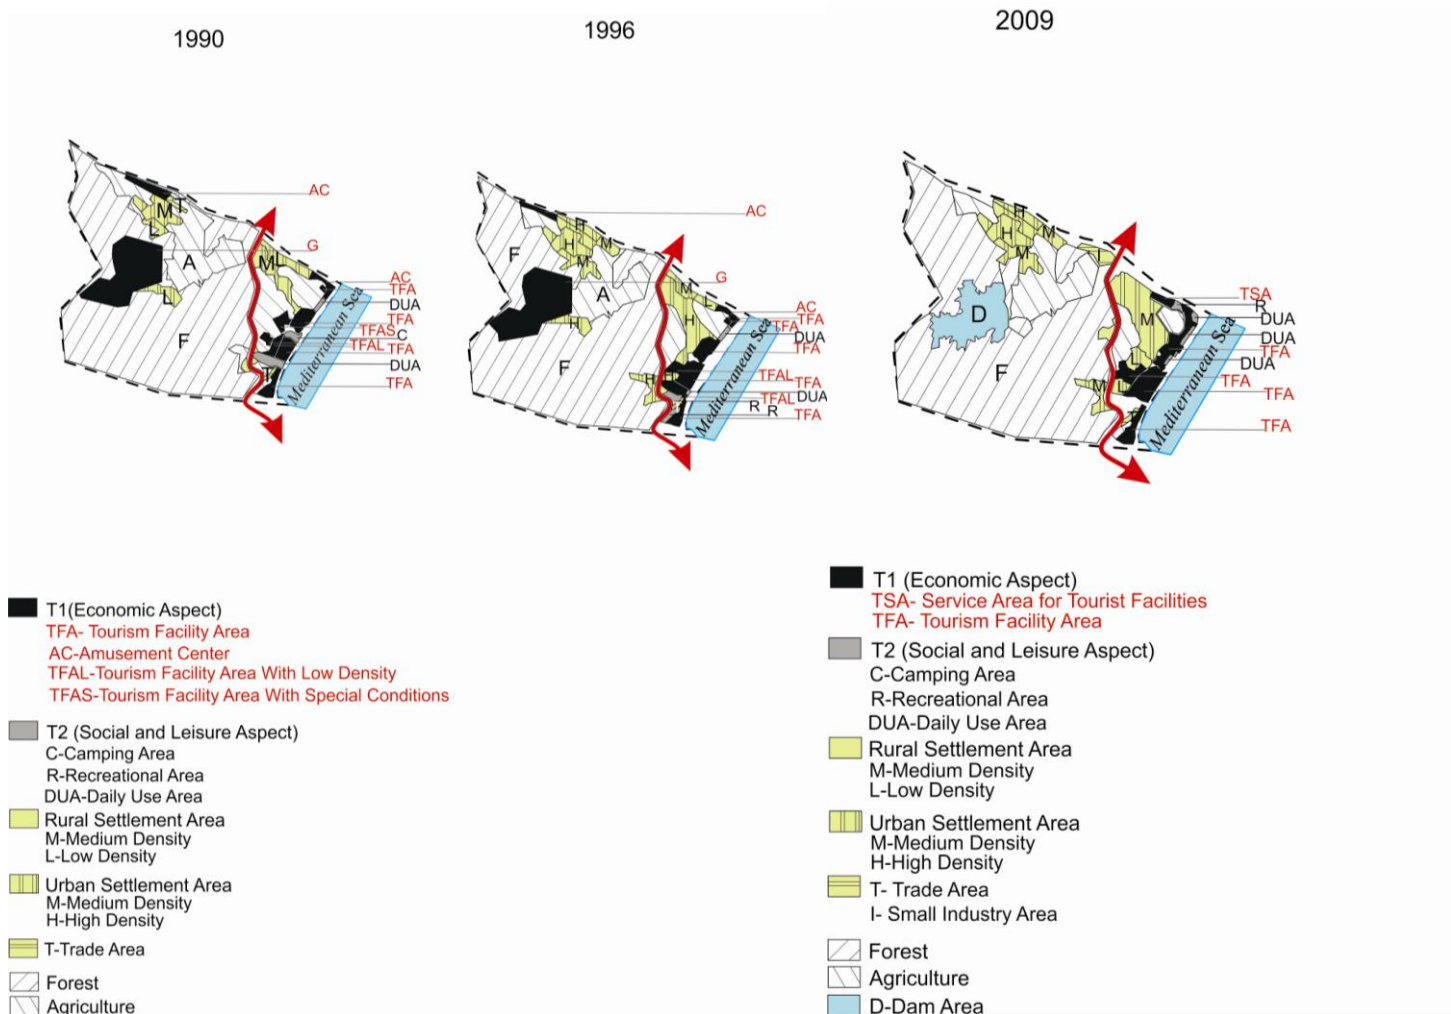 1990
1996
2009
AC
M
T
L
A
G
L
F
M
L
T
AC
TFA
DUA
TFA
TFAS
C
TFAL
TFA
DUA
TFA
Mediterranean Sea
AC
H
H
M
M
F
G
A
H
F
M
L
H
H
AC
TFA
TFA
DUA
TFA
TFAL
TFA
DUA
TFAL
R
R
TFA
Mediterranean Sea
H
H
M
M
I
D
F
M
M
L
TSA
R
DUA
DUA
TFA
DUA
TFA
TFA
TFA
Mediterranean Sea
T1(Economic Aspect)
TFA- Tourism Facility Area
AC-Amusement Center
TFAL-Tourism Facility Area With Low Density
TFAS-Tourism Facility Area With Special Conditions
T2 (Social and Leisure Aspect)
C-Camping Area
R-Recreational Area
DUA-Daily Use Area
Rural Settlement Area
M-Medium Density
L-Low Density
Urban Settlement Area
M-Medium Density
H-High Density
T-Trade Area
Forest
Agriculture
T1 (Economic Aspect)
TSA- Service Area for Tourist Facilities
TFA- Tourism Facility Area
T2 (Social and Leisure Aspect)
C-Camping Area
R-Recreational Area
DUA-Daily Use Area
Rural Settlement Area
M-Medium Density
L-Low Density
Urban Settlement Area
M-Medium Density
H-High Density
T- Trade Area
I- Small Industry Area
Forest
Agriculture
D-Dam Area